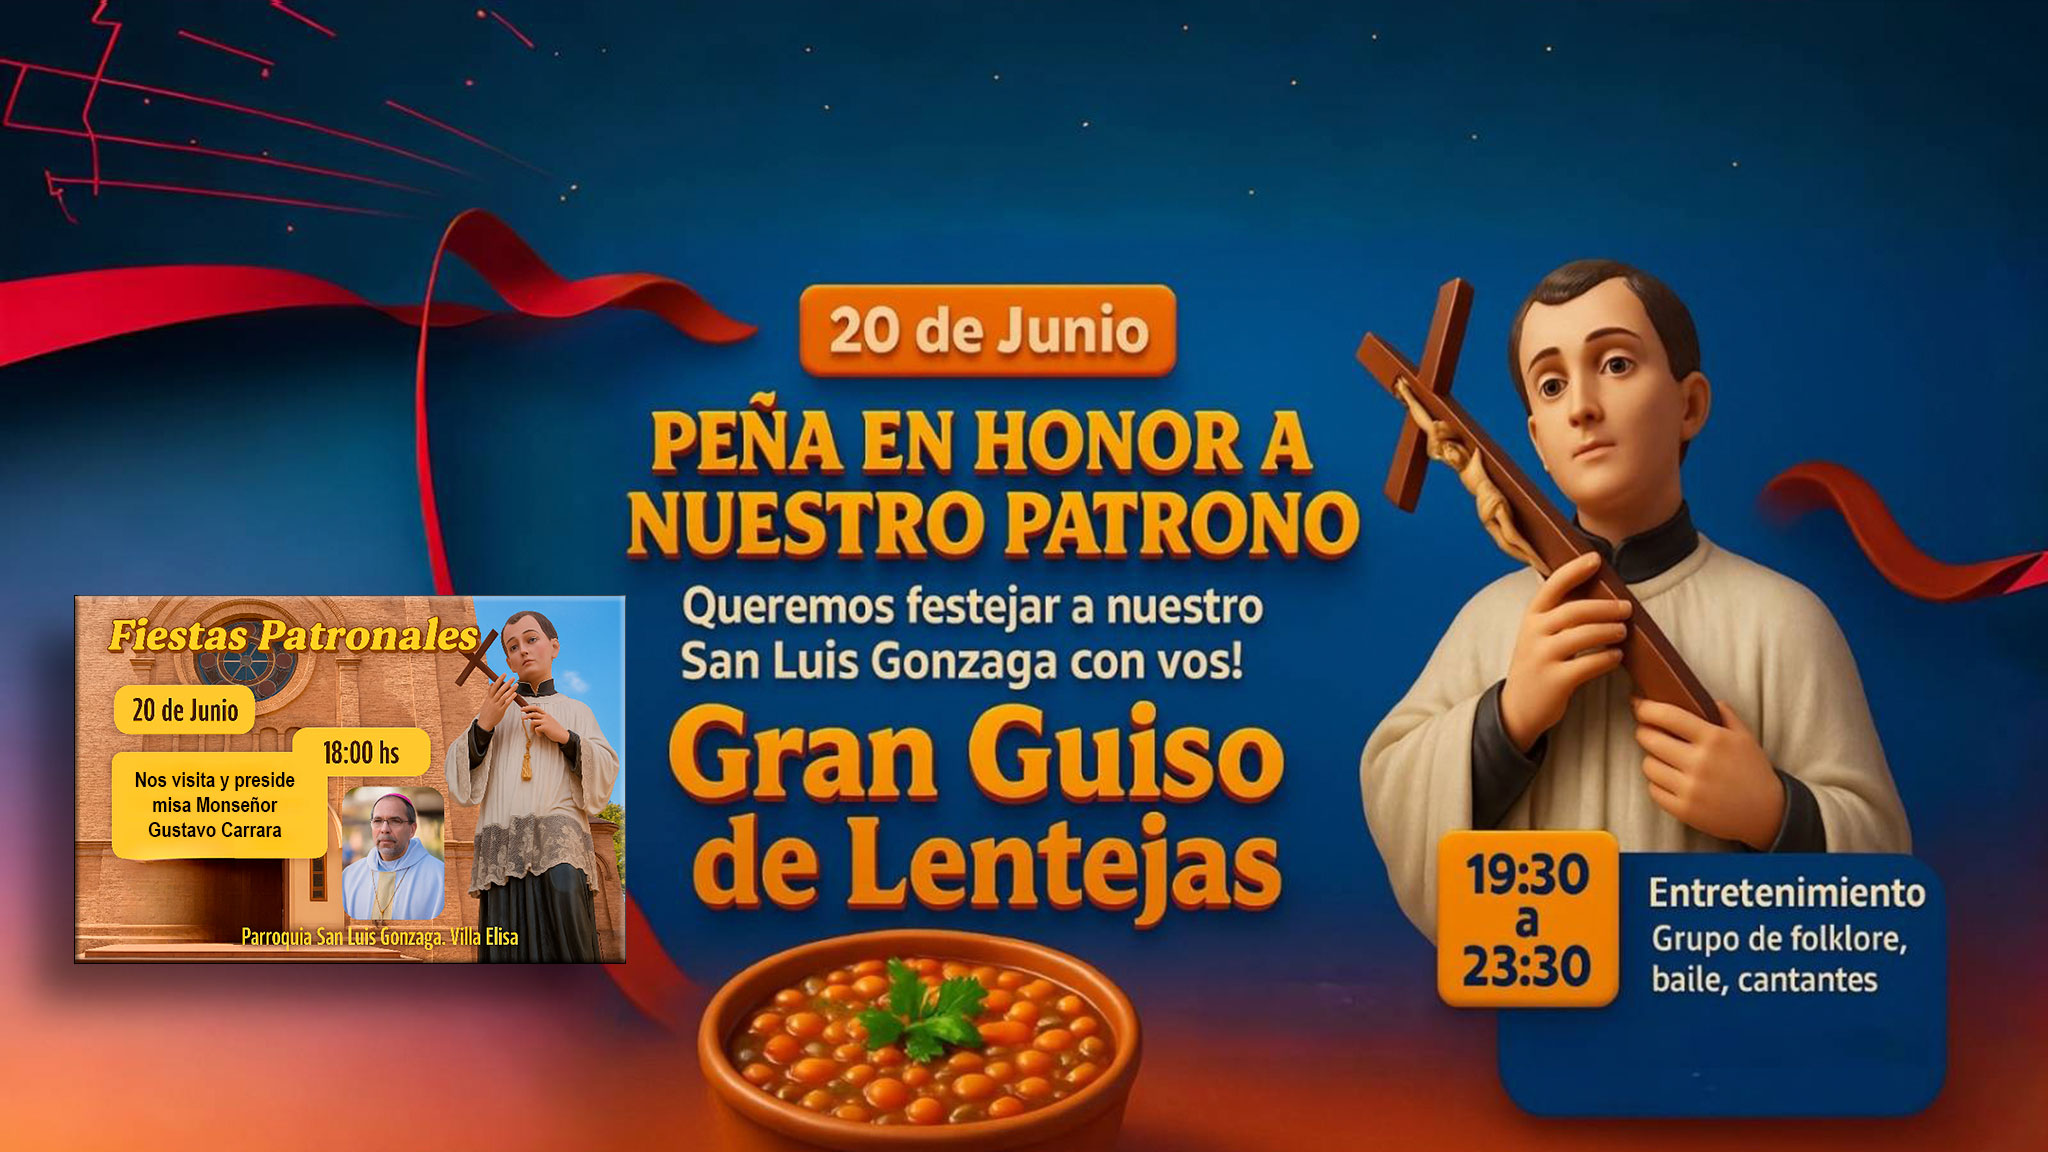 20 de Junio
PEÑA EN HONOR A
NUESTRO PATRONO
Queremos festejar a nuestro
San Luis Gonzaga con vos!
Gran Guiso
de Lentejas
19:30
a
23:30
Entretenimiento
Grupo de folklore,
baile, cantantes
Fiestas Patronales
20 de Junio
18:00 hs
Nos visita y preside
misa Monseñor
Gustavo Carrara
Parroquia San Luis Gonzaga. Villa Elisa